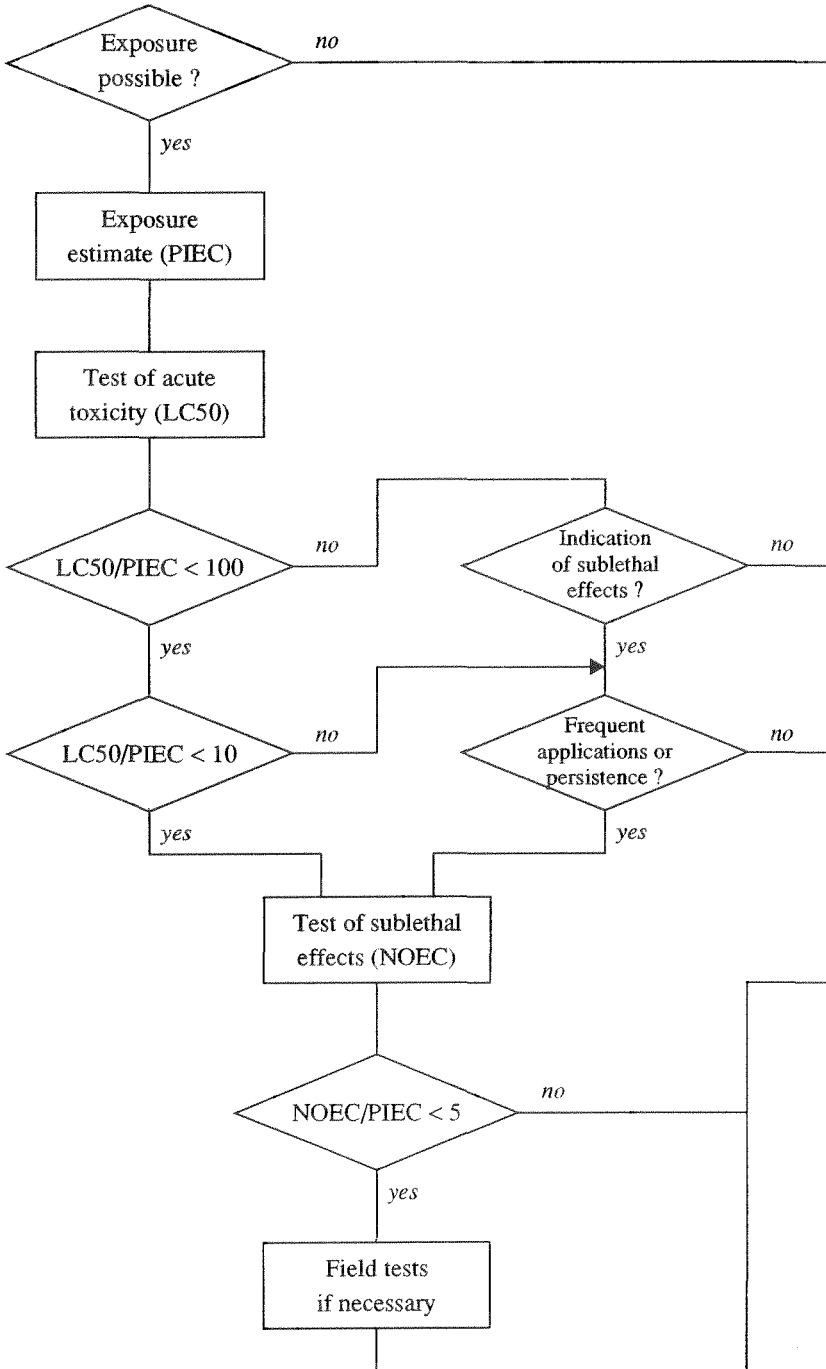 Exposure
possible ?
no
yes
Exposure
estimate (PIEC)
Test of acute
toxicity (LC50)
LC50/PIEC < 100
no
Indication
of sublethal
effects ?
no
yes
yes
LC50/PIEC < 10
no
Frequent
applications or
persistence ?
no
yes
yes
Test of sublethal
effects (NOEC)
NOEC/PIEC < 5
no
yes
Field tests
if necessary